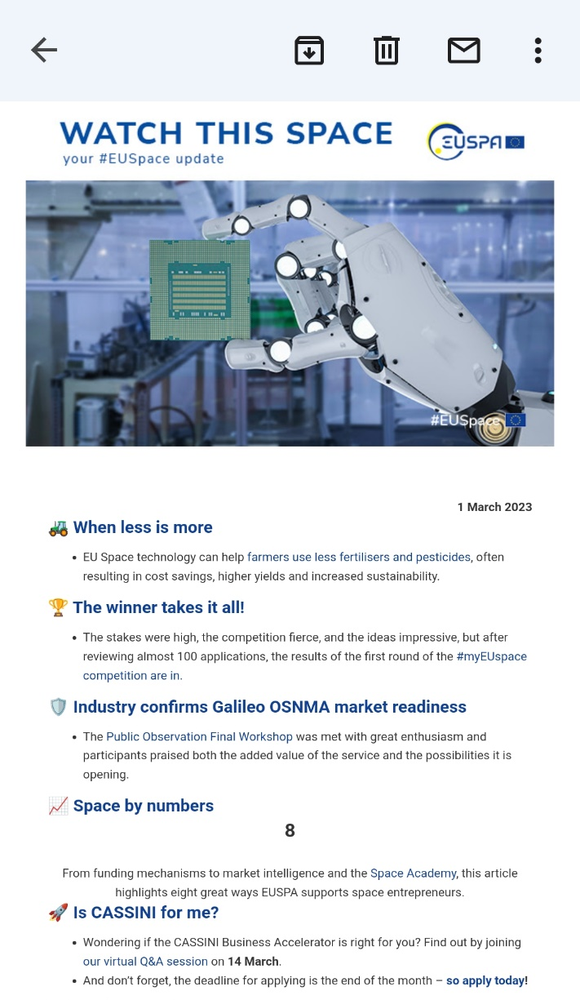 WATCH THIS SPACE
your #EUSpace update
EUSPA
#EUSpace
1 March 2023
When less is more
• EU Space technology can help farmers use less fertilisers and pesticides, often
resulting in cost savings, higher yields and increased sustainability.
The winner takes it all!
• The stakes were high, the competition fierce, and the ideas impressive, but after
reviewing almost 100 applications, the results of the first round of the #myEUspace
competition are in.
Industry confirms Galileo OSNMA market readiness
• The Public Observation Final Workshop was met with great enthusiasm and
participants praised both the added value of the service and the possibilities it is
opening.
Space by numbers
8
From funding mechanisms to market intelligence and the Space Academy, this article
highlights eight great ways EUSPA supports space entrepreneurs.
Is CASSINI for me?
• Wondering if the CASSINI Business Accelerator is right for you? Find out by joining
our virtual Q&A session on 14 March.
• And don’t forget, the deadline for applying is the end of the month – so apply today!